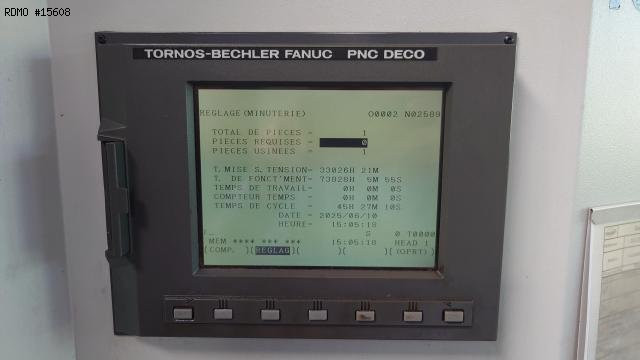 RDMO #15608
TORNOS-BECHLER FANUC PNC DECO
REGLAGE(MINUTERIE) O0002 N02589
TOTAL DE PIECES = 1
PIECES REQUISES = 0
PIECES USINEES = 1
T.MISE S.TENSION= 33026H 21M
T. DE FONCT'MENT= 73828H 5M 55S
TEMPS DE TRAVAIL= 0H 0M 0S
COMPTEUR TEMPS = 0H 0M 0S
TEMPS DE CYCLE = 45H 27M 10S
DATE = 2025/06/10
HEURE= 15:05:18
S 0 T0000
MEM **** *** *** 15:05:18 HEAD 1
(COMP. )(REGLAG)( )( )( (OPRT) )